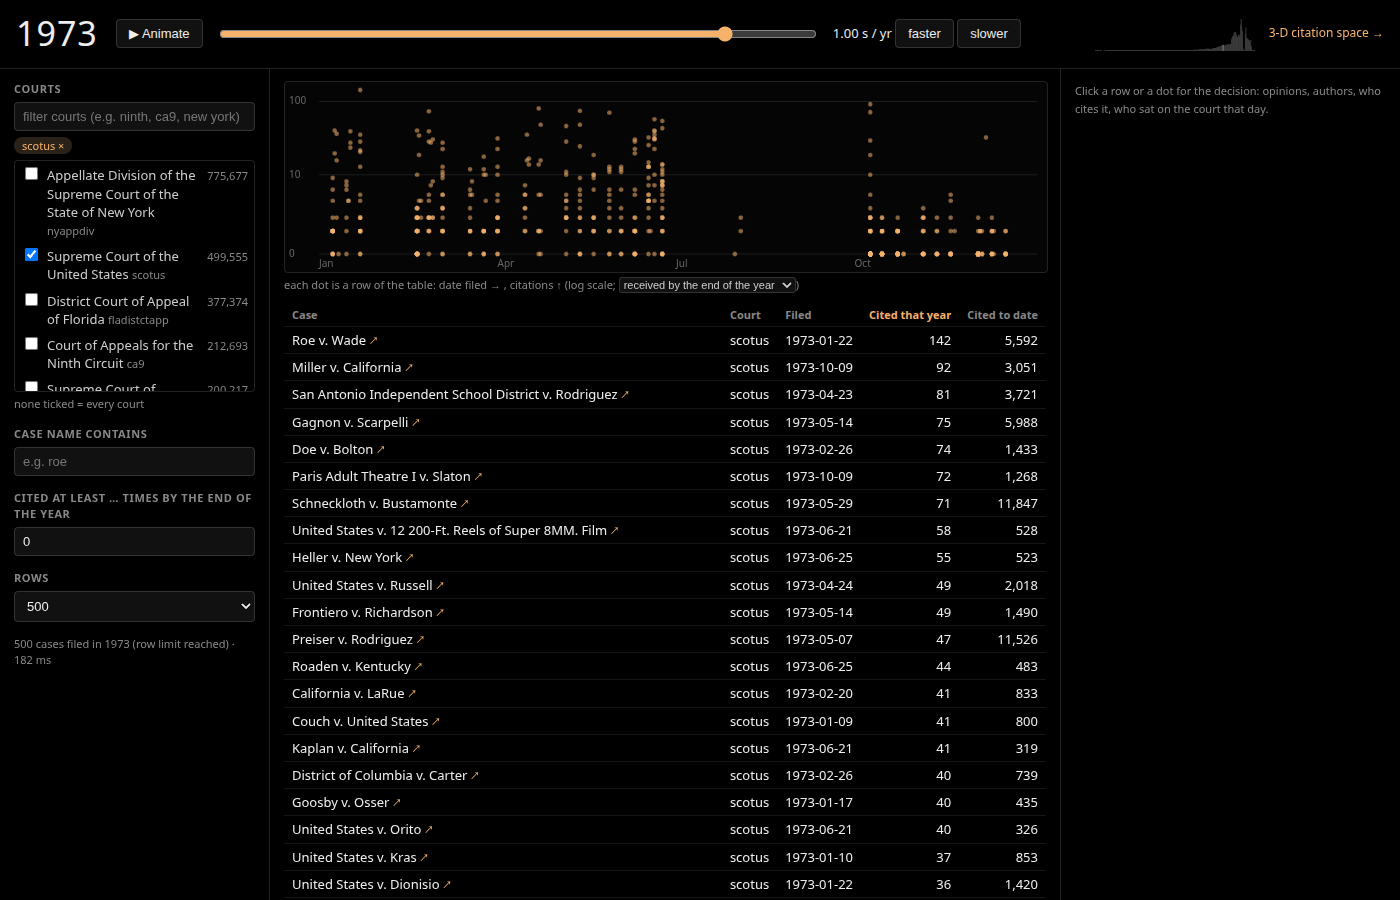 1973
▶ Animate
1.00 s / yr
faster
slower
3-D citation space →
COURTS
filter courts (e.g. ninth, ca9, new york)
scotus ×
Appellate Division of the Supreme Court of the State of New York nyappdiv 775,677
Supreme Court of the United States scotus 499,555
District Court of Appeal of Florida fladistctapp 377,374
Court of Appeals for the Ninth Circuit ca9 212,693
Supreme Court of 200,217
none ticked = every court
CASE NAME CONTAINS
e.g. roe
CITED AT LEAST … TIMES BY THE END OF THE YEAR
0
ROWS
500
500 cases filed in 1973 (row limit reached) · 182 ms
100
10
0
Jan
Apr
Jul
Oct
each dot is a row of the table: date filed → , citations ↑ (log scale; received by the end of the year)
Case Court Filed Cited that year Cited to date
Roe v. Wade ↗ scotus 1973-01-22 142 5,592
Miller v. California ↗ scotus 1973-10-09 92 3,051
San Antonio Independent School District v. Rodriguez ↗ scotus 1973-04-23 81 3,721
Gagnon v. Scarpelli ↗ scotus 1973-05-14 75 5,988
Doe v. Bolton ↗ scotus 1973-02-26 74 1,433
Paris Adult Theatre I v. Slaton ↗ scotus 1973-10-09 72 1,268
Schneckloth v. Bustamonte ↗ scotus 1973-05-29 71 11,847
United States v. 12 200-Ft. Reels of Super 8MM. Film ↗ scotus 1973-06-21 58 528
Heller v. New York ↗ scotus 1973-06-25 55 523
United States v. Russell ↗ scotus 1973-04-24 49 2,018
Frontiero v. Richardson ↗ scotus 1973-05-14 49 1,490
Preiser v. Rodriguez ↗ scotus 1973-05-07 47 11,526
Roaden v. Kentucky ↗ scotus 1973-06-25 44 483
California v. LaRue ↗ scotus 1973-02-20 41 833
Couch v. United States ↗ scotus 1973-01-09 41 800
Kaplan v. California ↗ scotus 1973-06-21 41 319
District of Columbia v. Carter ↗ scotus 1973-02-26 40 739
Goosby v. Osser ↗ scotus 1973-01-17 40 435
United States v. Orito ↗ scotus 1973-06-21 40 326
United States v. Kras ↗ scotus 1973-01-10 37 853
United States v. Dionisio ↗ scotus 1973-01-22 36 1,420
Click a row or a dot for the decision: opinions, authors, who cites it, who sat on the court that day.